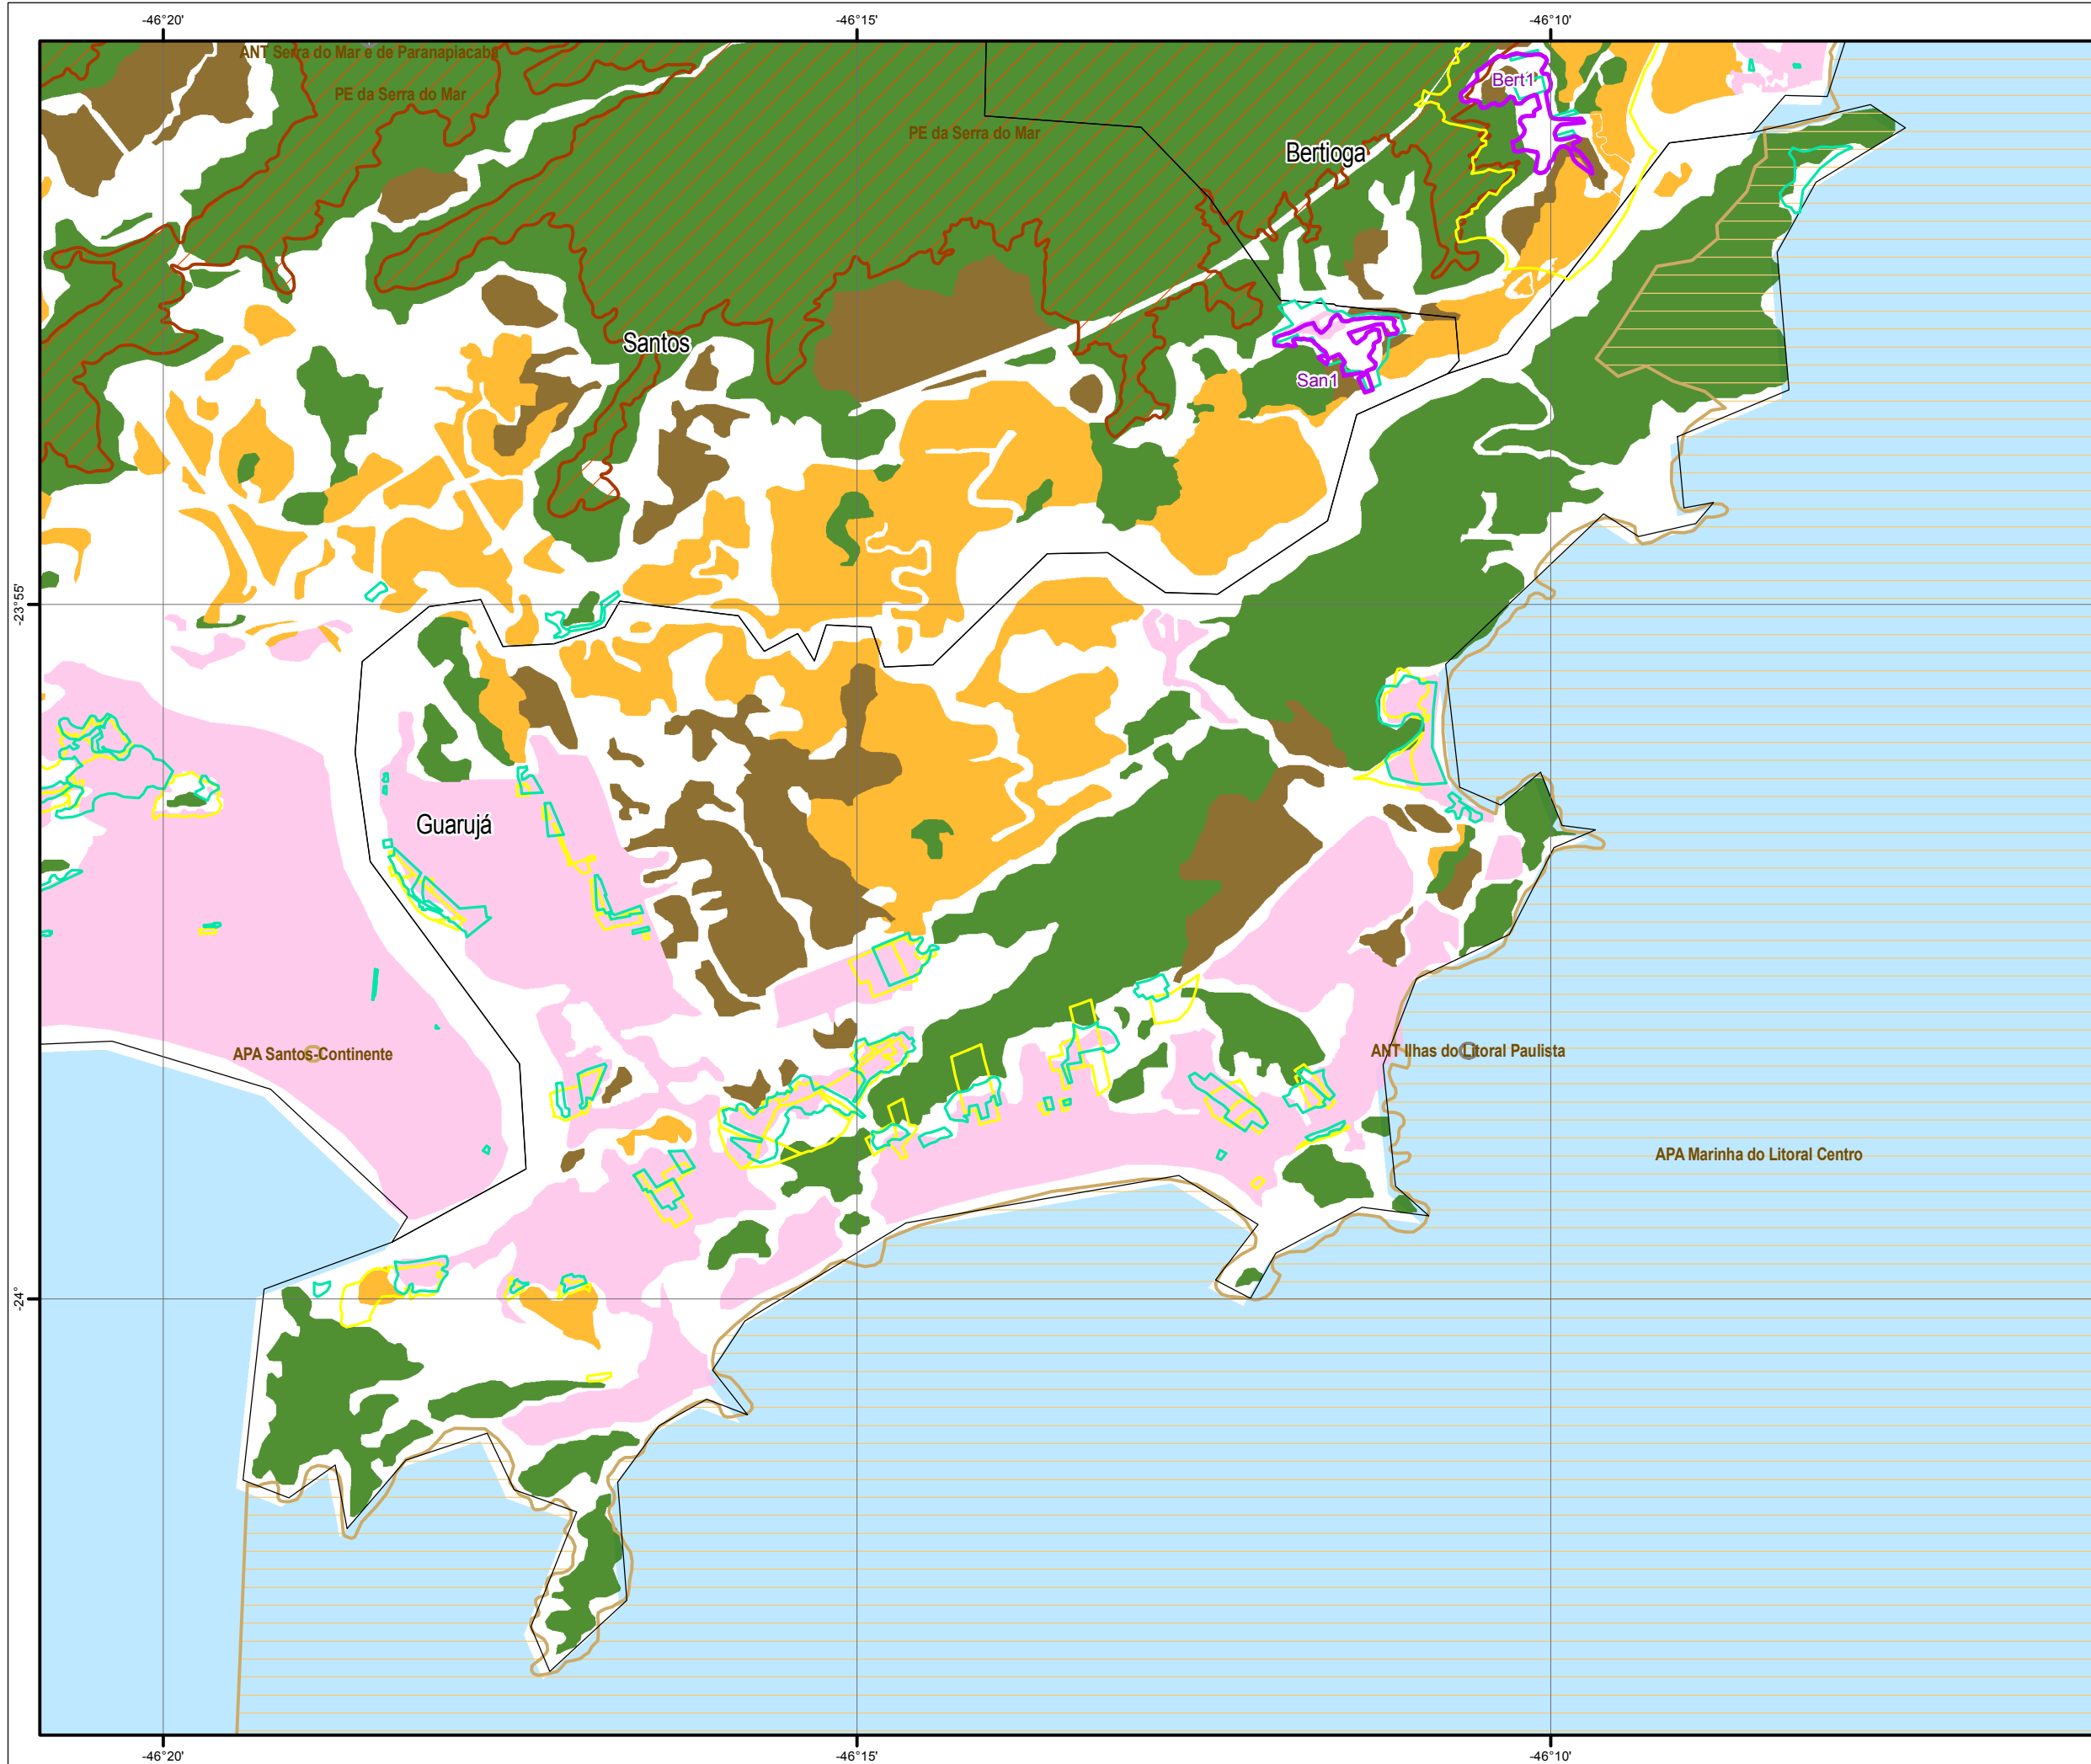 -46°20'
-46°15'
-46°10'
ANT Serra do Mar e de Paranapiacaba
Bert1
PE da Serra do Mar
PE da Serra do Mar
Bertioga
Santos
San1
-23°55'
Guarujá
APA Santos-Continente
ANT Ilhas do Litoral Paulista
APA Marinha do Litoral Centro
-24°
-46°20'
-46°15'
-46°10'